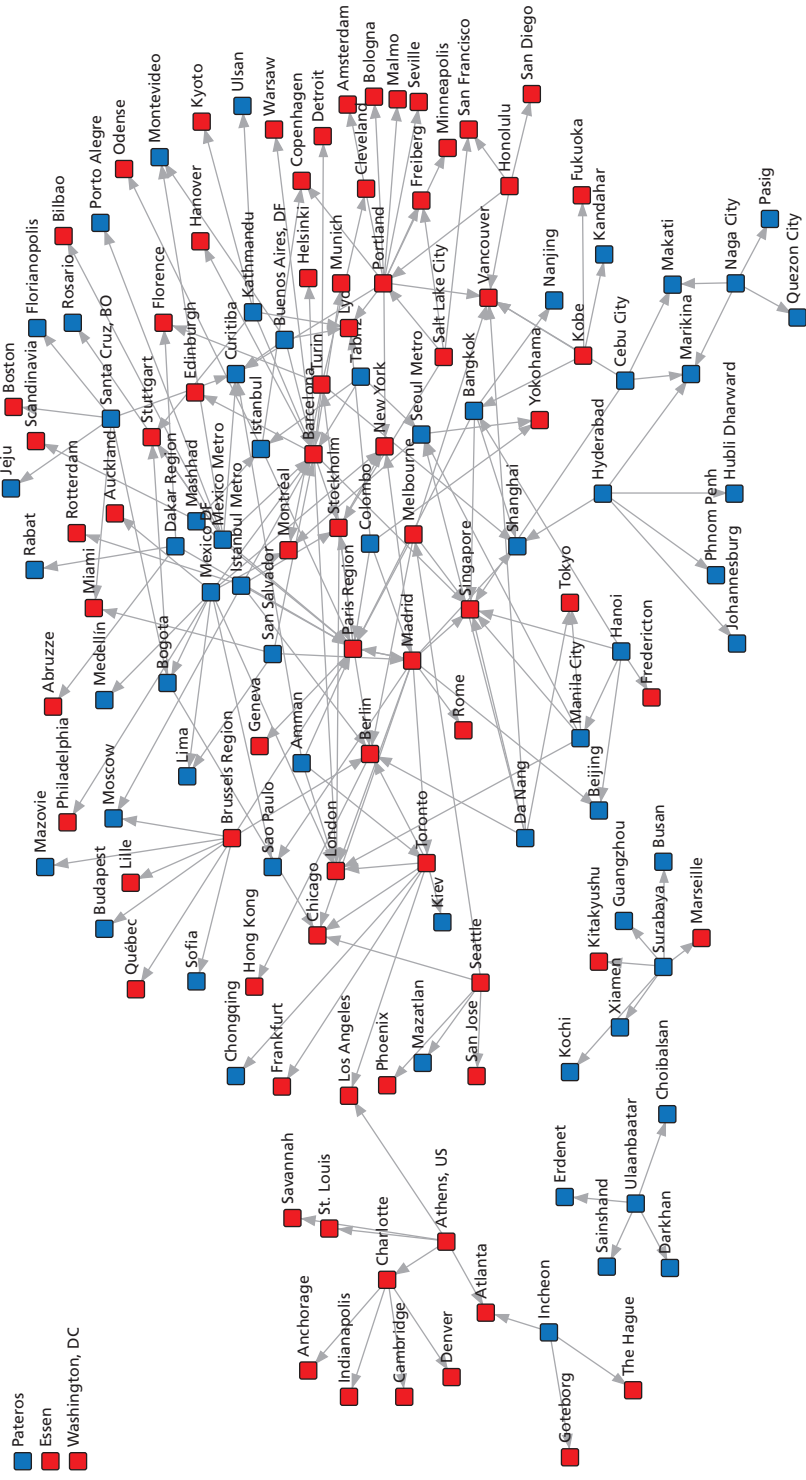 Pateros
Essen
Washington, DC
Jeju
Boston
Scandinavia
Florianopolis
Rabat
Mazovie
Abruzze
Bilbao
Rosario
Rotterdam
Philadelphia
Miami
Medellín
Porto Alegre
Santa Cruz, BO
Auckland
Budapest
Moscow
Odense
Lille
Québec
Stuttgart
Montevideo
Florence
Bogota
Dakar Region
Lima
Mashhad
Edinburgh
Hanover
Kyoto
Sofia
Mexico DF
Mexico Metro
Brussels Region
Chongqing
Curitiba
Istanbul Metro
Ulsan
Kathmandu
Hong Kong
Geneva
Istanbul
Sao Paulo
San Salvador
Warsaw
Frankfurt
Buenos Aires, DF
Montréal
Savannah
Amman
Copenhagen
Anchorage
Helsinki
Barcelona
Chicago
Turin
Detroit
St. Louis
London
Stockholm
Munich
Los Angeles
Indianapolis
Lyon
Amsterdam
Paris Region
Tabriz
Cleveland
Berlin
Colombo
Bologna
Portland
New York
Phoenix
Charlotte
Malmo
Cambridge
Madrid
Melbourne
Seville
Freiberg
Seoul Metro
Mazatlan
Toronto
Kiev
Salt Lake City
Minneapolis
Athens, US
Denver
Rome
San Francisco
Singapore
Bangkok
San Jose
Seattle
Atlanta
Vancouver
Honolulu
Shanghai
Da Nang
San Diego
Yokohama
Incheon
Nanjing
Erdenet
Kochi
Tokyo
Goteborg
Manila City
Kobe
Fukuoka
Beijing
Kitakyushu
Hyderabad
Kandahar
Sainshand
Xiamen
Guangzhou
Hanoi
Cebu City
The Hague
Ulaanbaatar
Fredericton
Surabaya
Busan
Choibalsan
Darkhan
Makati
Marikina
Marseille
Phnom Penh
Hubli Dharward
Naga City
Johannesburg
Pasig
Quezon City